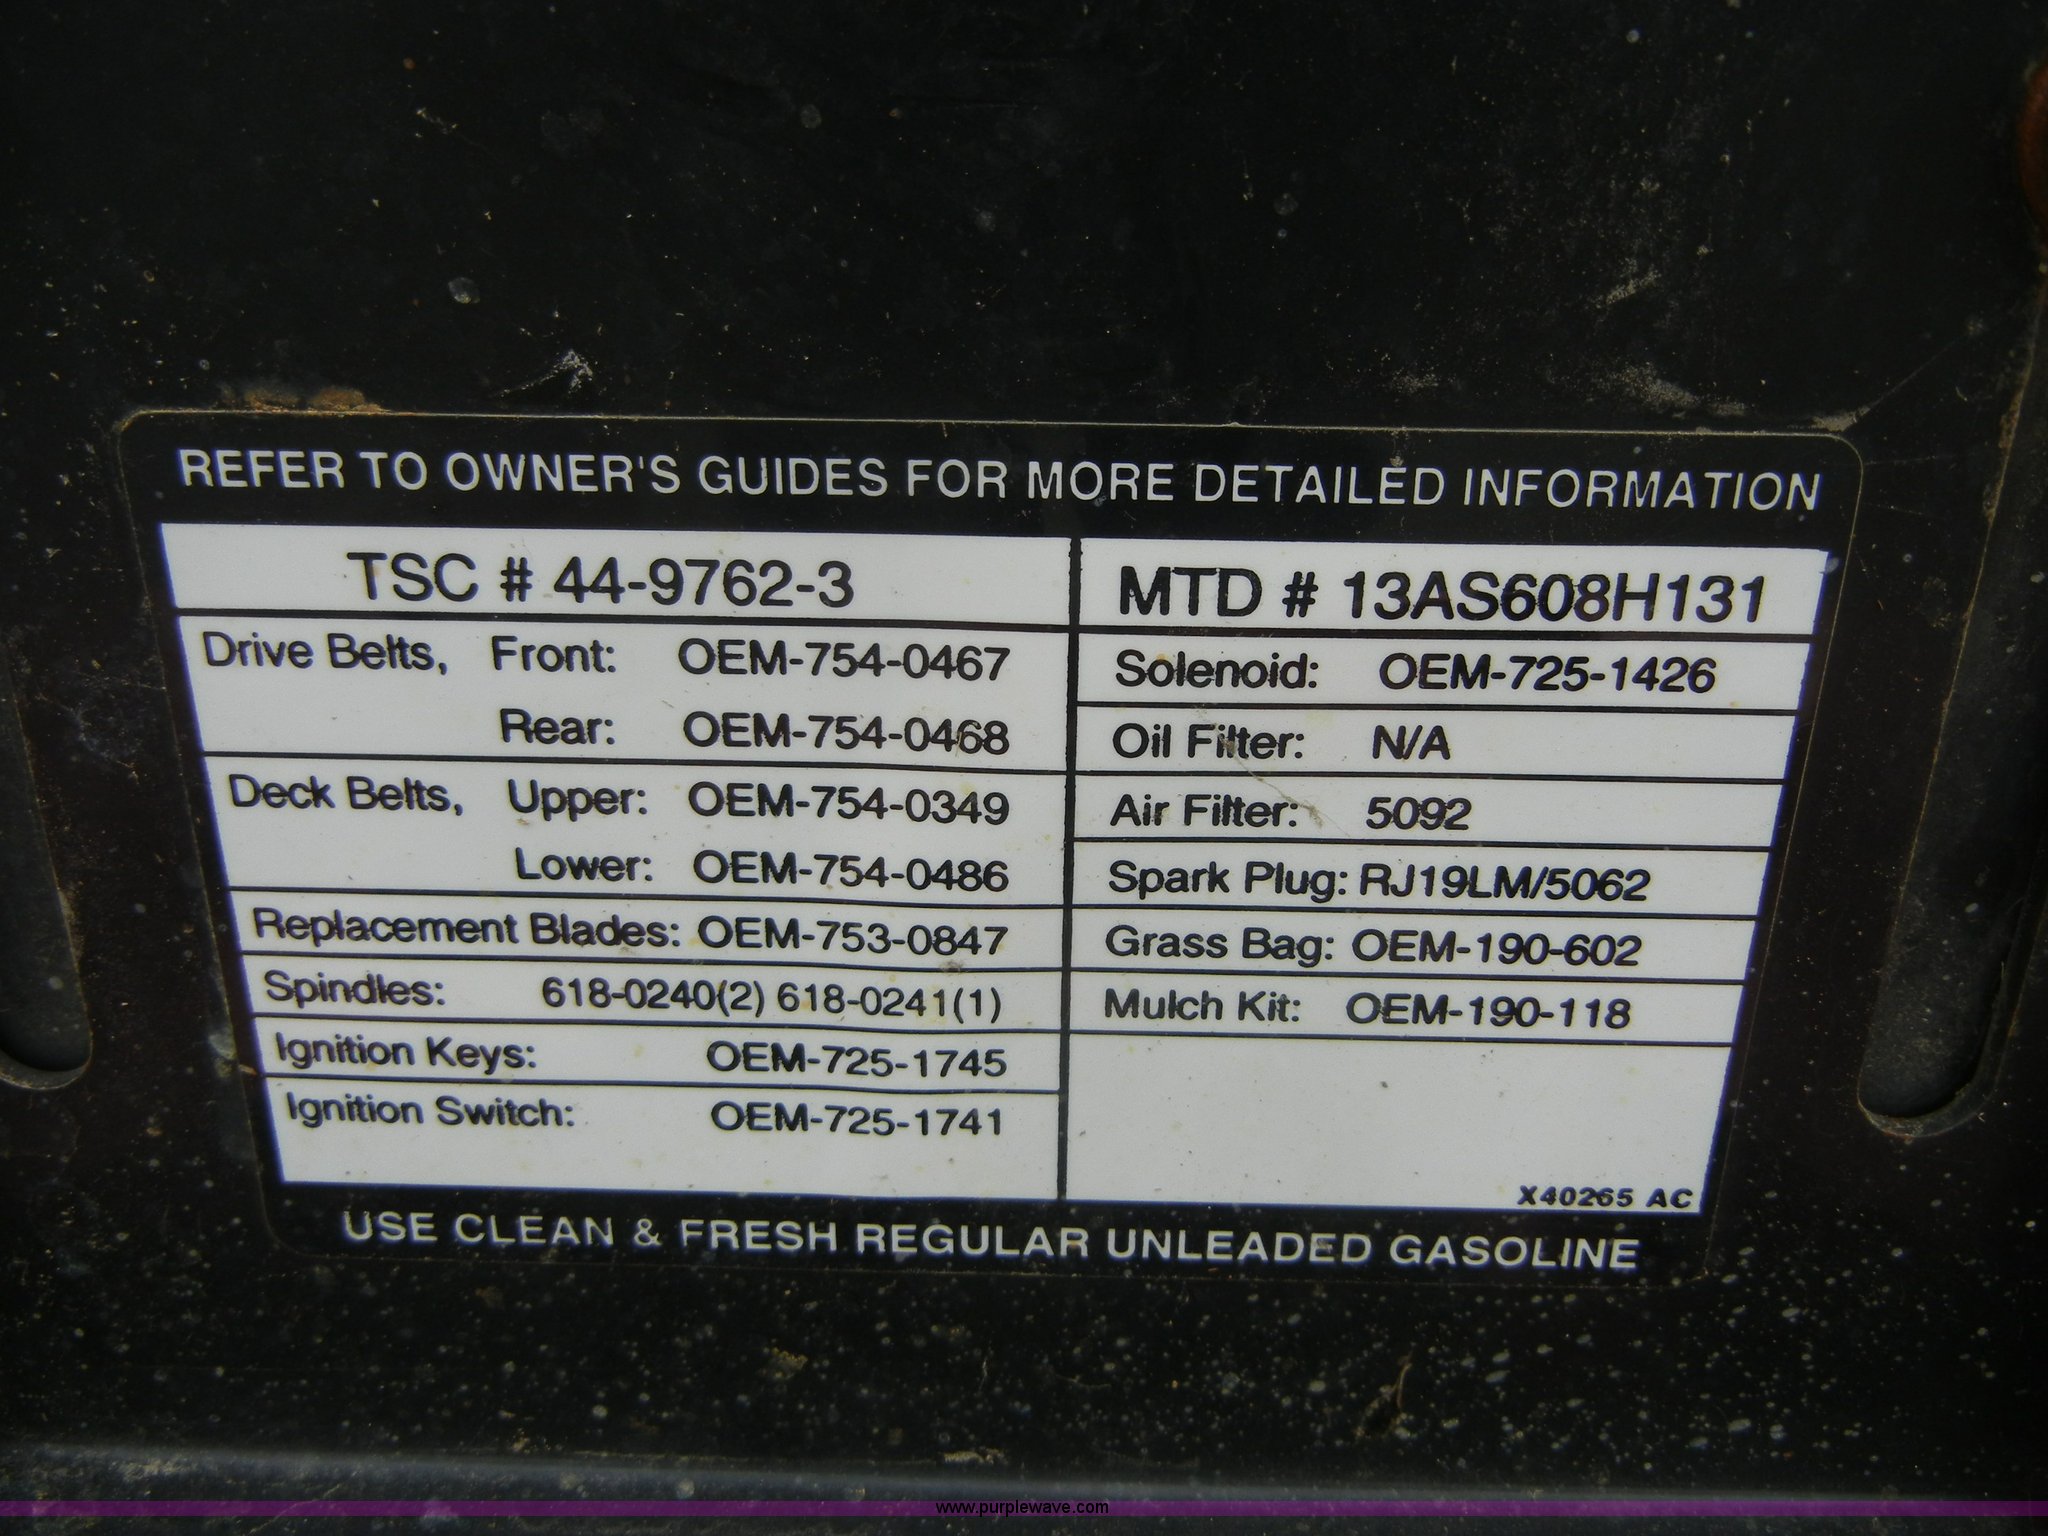 REFER TO OWNER'S GUIDES FOR MORE DETAILED INFORMATION
TSC # 44-9762-3
Drive Belts, Front: OEM-754-0467
Rear: OEM-754-0468
Deck Belts, Upper: OEM-754-0349
Lower: OEM-754-0486
Replacement Blades: OEM-753-0847
Spindles: 618-0240(2) 618-0241(1)
Ignition Keys: OEM-725-1745
Ignition Switch: OEM-725-1741
MTD # 13AS608H131
Solenoid: OEM-725-1426
Oil Filter: N/A
Air Filter: 5092
Spark Plug: RJ19LM/5062
Grass Bag: OEM-190-602
Mulch Kit: OEM-190-118
X40265 AC
USE CLEAN & FRESH REGULAR UNLEADED GASOLINE
www.purplewave.com